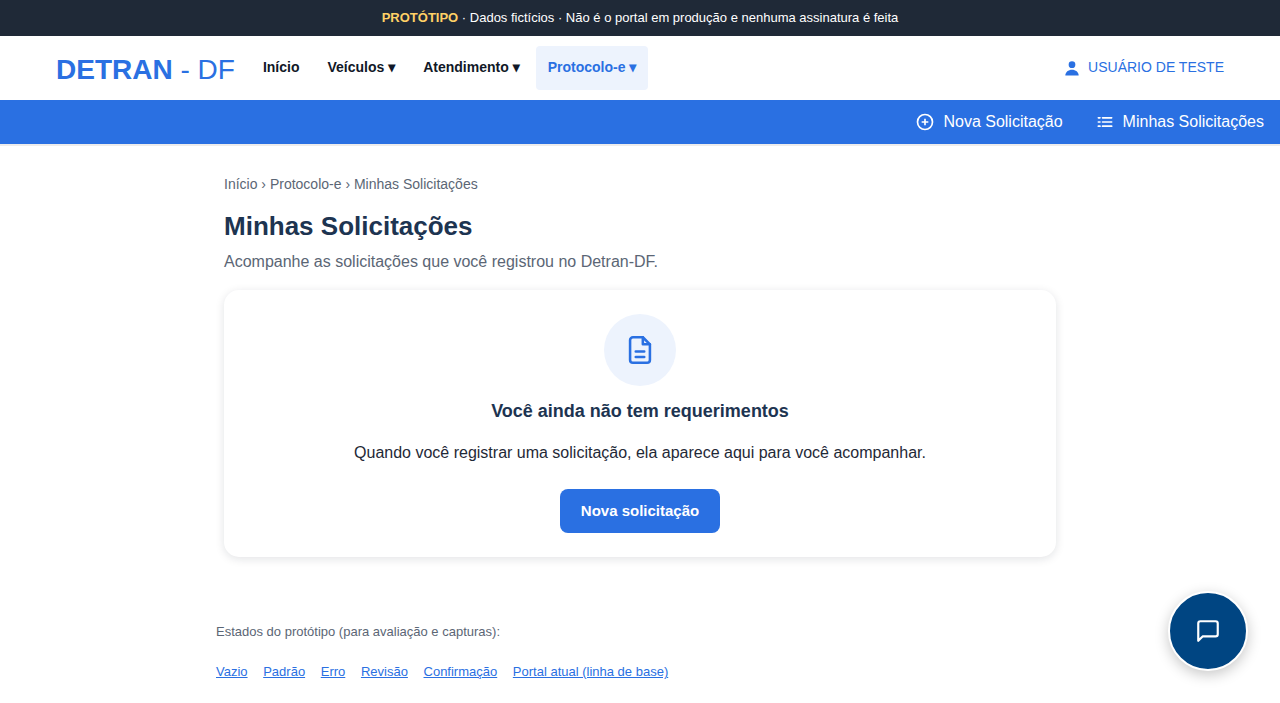 PROTÓTIPO · Dados fictícios · Não é o portal em produção e nenhuma assinatura é feita
DETRAN - DF
Início
Veículos ▾
Atendimento ▾
Protocolo-e ▾
USUÁRIO DE TESTE
Nova Solicitação
Minhas Solicitações
Início › Protocolo-e › Minhas Solicitações
Minhas Solicitações
Acompanhe as solicitações que você registrou no Detran-DF.
Você ainda não tem requerimentos
Quando você registrar uma solicitação, ela aparece aqui para você acompanhar.
Nova solicitação
Estados do protótipo (para avaliação e capturas):
Vazio Padrão Erro Revisão Confirmação Portal atual (linha de base)